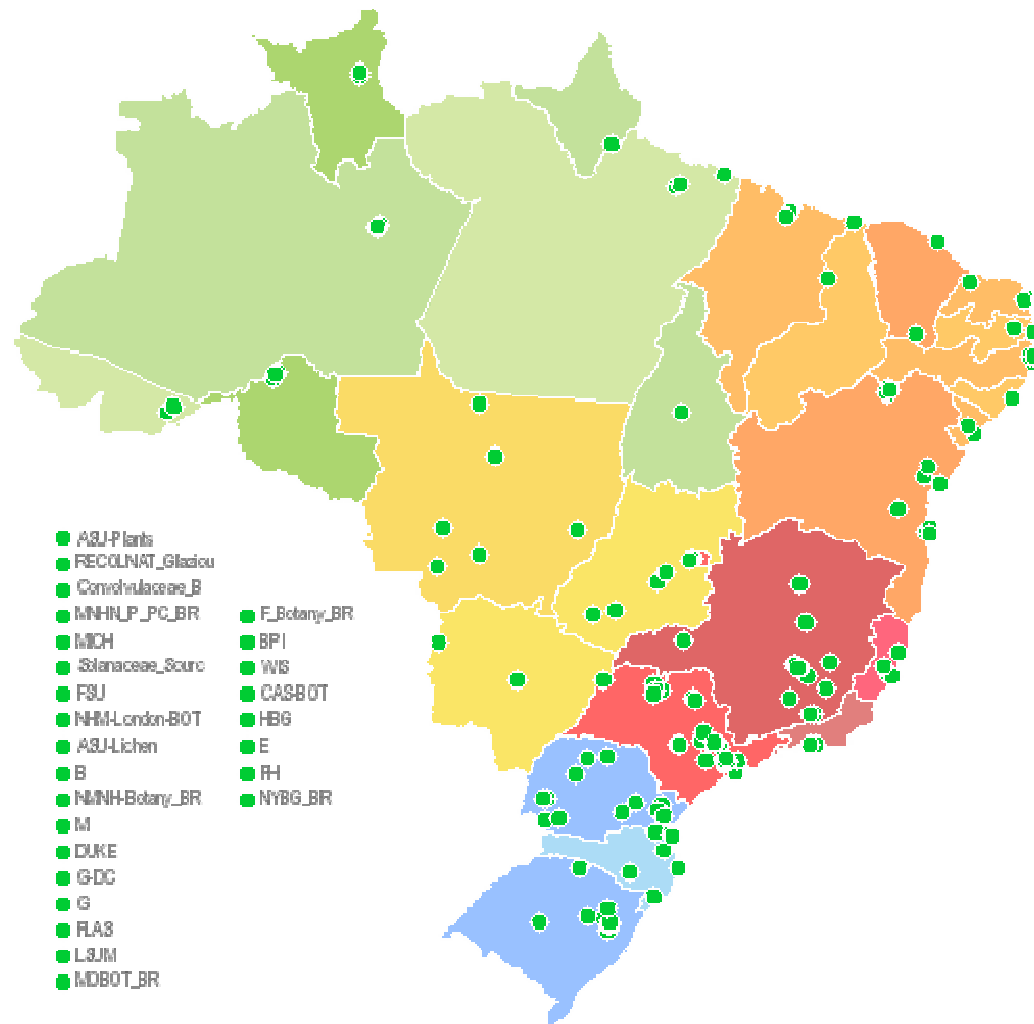 ASU-Plants
RECOLNAT_Glaziou
Convolvulaceae_B
MNHN_P_PC_BR
MICH
Solanaceae_Sourc
FSU
NHM-London-BOT
ASU-Lichen
B
NMNH-Botany_BR
M
DUKE
G-DC
G
FLAS
LSUM
MOBOT_BR
F_Botany_BR
BPI
WIS
CAS-BOT
HBG
E
FH
NYBG_BR